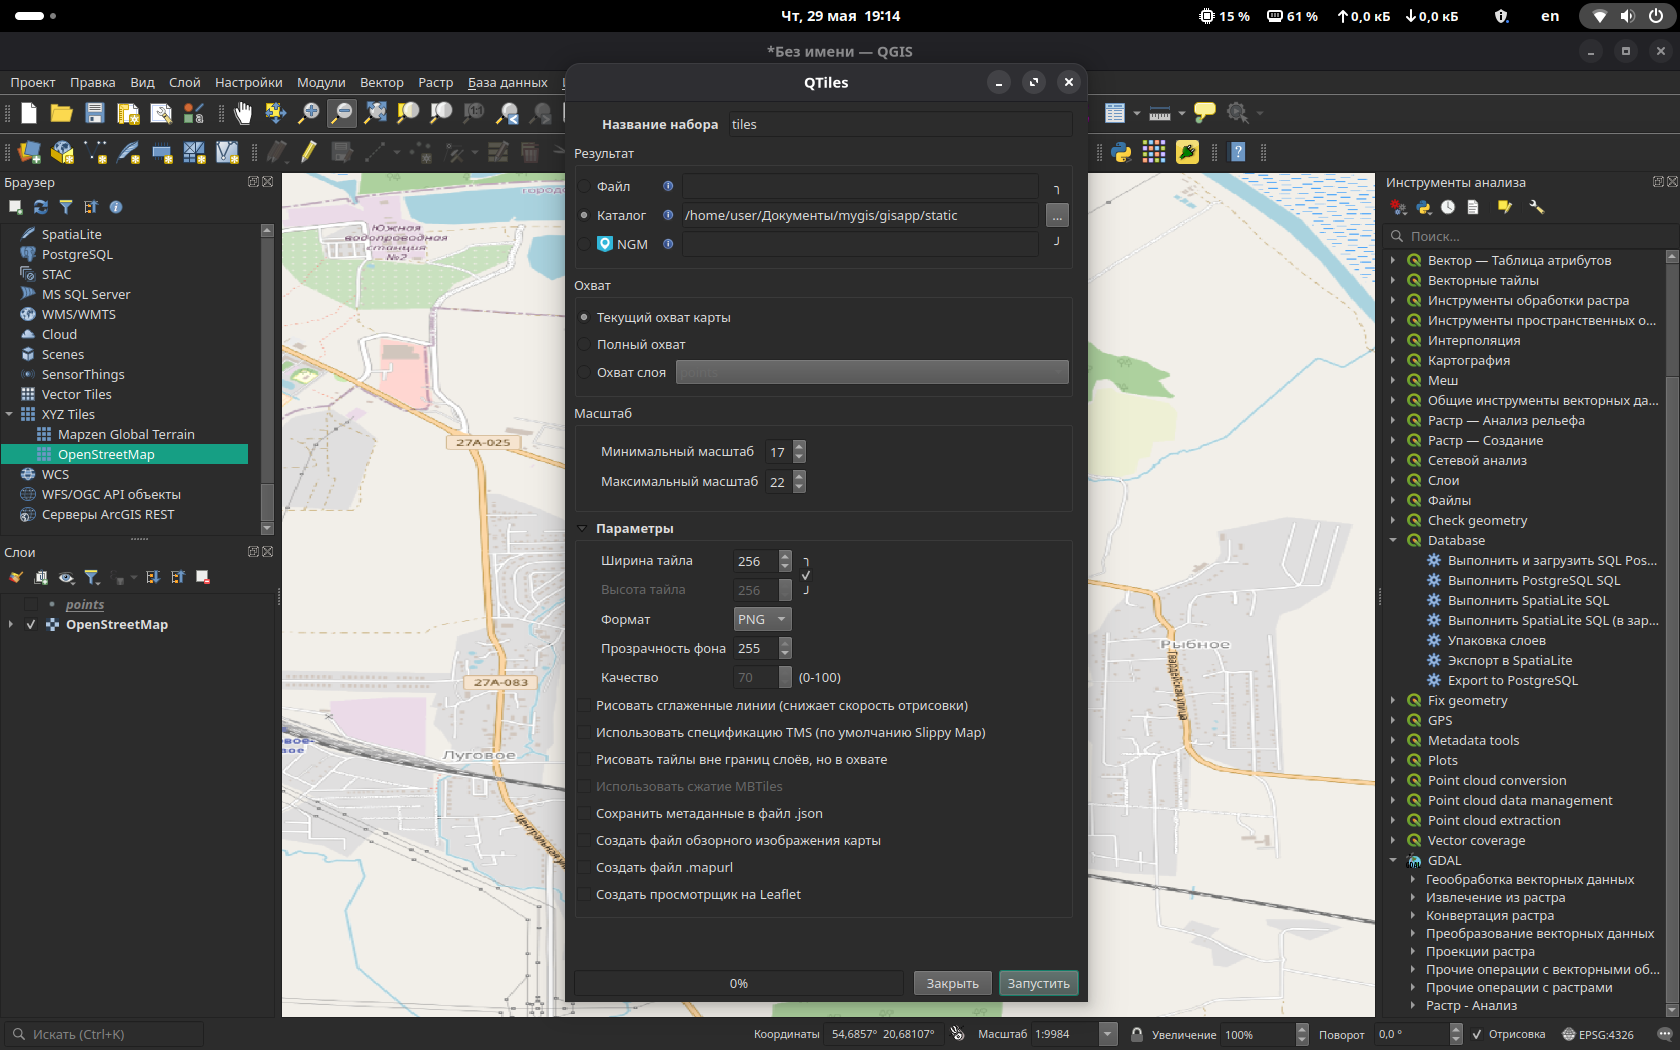 Чт, 29 мая 19:14
15 %
61 %
0,0 кБ
0,0 кБ
en
*Без имени — QGIS
Проект
Правка
Вид
Слой
Настройки
Модули
Вектор
Растр
База данных
Браузер
SpatiaLite
PostgreSQL
STAC
MS SQL Server
WMS/WMTS
Cloud
Scenes
SensorThings
Vector Tiles
XYZ Tiles
Mapzen Global Terrain
OpenStreetMap
WCS
WFS/OGC API объекты
Серверы ArcGIS REST
Слои
points
OpenStreetMap
Южная
водопроводная
станция
№2
27А-025
27А-083
Луговое
QTiles
Название набора
tiles
Результат
Файл
Каталог
/home/user/Документы/mygis/gisapp/static
...
NGM
Охват
Текущий охват карты
Полный охват
Охват слоя
points
Масштаб
Минимальный масштаб
17
Максимальный масштаб
22
Параметры
Ширина тайла
256
Высота тайла
256
Формат
PNG
Прозрачность фона
255
Качество
70
(0-100)
Рисовать сглаженные линии (снижает скорость отрисовки)
Использовать спецификацию TMS (по умолчанию Slippy Map)
Рисовать тайлы вне границ слоёв, но в охвате
Использовать сжатие MBTiles
Сохранить метаданные в файл .json
Создать файл обзорного изображения карты
Создать файл .mapurl
Создать просмотрщик на Leaflet
0%
Закрыть
Запустить
Рыбное
Гвардейская улица
Инструменты анализа
Поиск...
Вектор — Таблица атрибутов
Векторные тайлы
Инструменты обработки растра
Инструменты пространственных о...
Интерполяция
Картография
Меш
Общие инструменты векторных да...
Растр — Анализ рельефа
Растр — Создание
Сетевой анализ
Слои
Файлы
Check geometry
Database
Выполнить и загрузить SQL Pos...
Выполнить PostgreSQL SQL
Выполнить SpatiaLite SQL
Выполнить SpatiaLite SQL (в зар...
Упаковка слоев
Экспорт в SpatiaLite
Export to PostgreSQL
Fix geometry
GPS
Metadata tools
Plots
Point cloud conversion
Point cloud data management
Point cloud extraction
Vector coverage
GDAL
Геообработка векторных данных
Извлечение из растра
Конвертация растра
Преобразование векторных данных
Проекции растра
Прочие операции с векторными об...
Прочие операции с растрами
Растр - Анализ
Искать (Ctrl+K)
Координаты
54,6857° 20,68107°
Масштаб
1:9984
Увеличение
100%
Поворот
0,0 °
Отрисовка
EPSG:4326